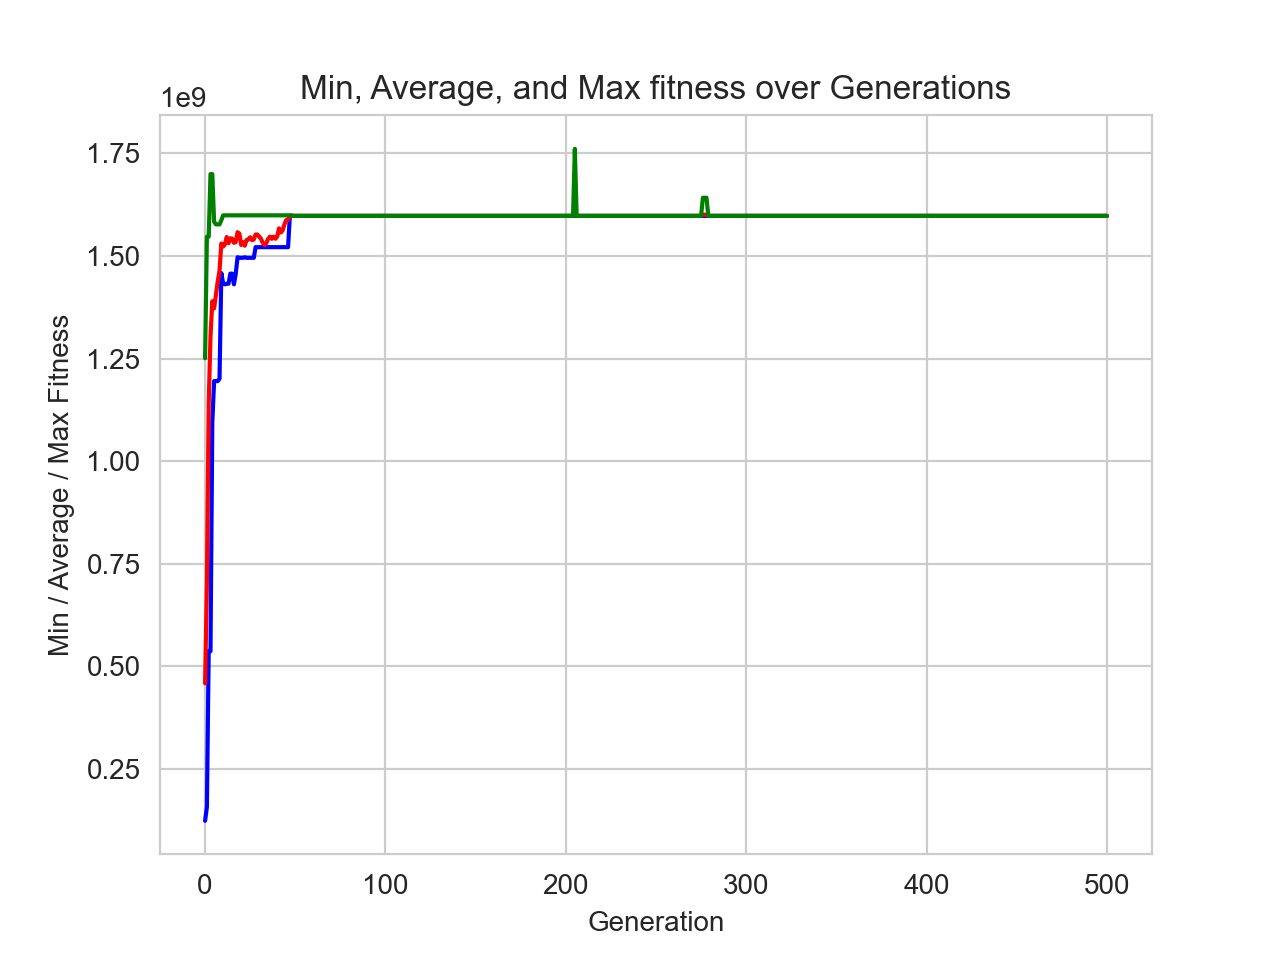 Min, Average, and Max fitness over Generations
1e9
1.75
1.50
1.25
1.00
0.75
0.50
0.25
Min / Average / Max Fitness
0 100 200 300 400 500
Generation